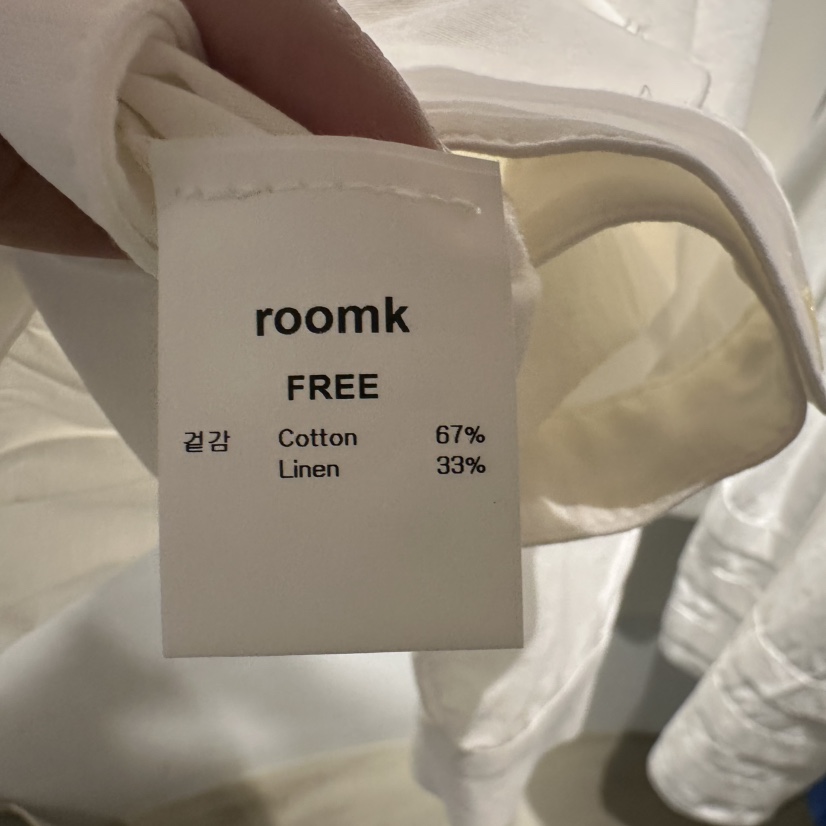 roomk
FREE
겉감 Cotton 67%
Linen 33%